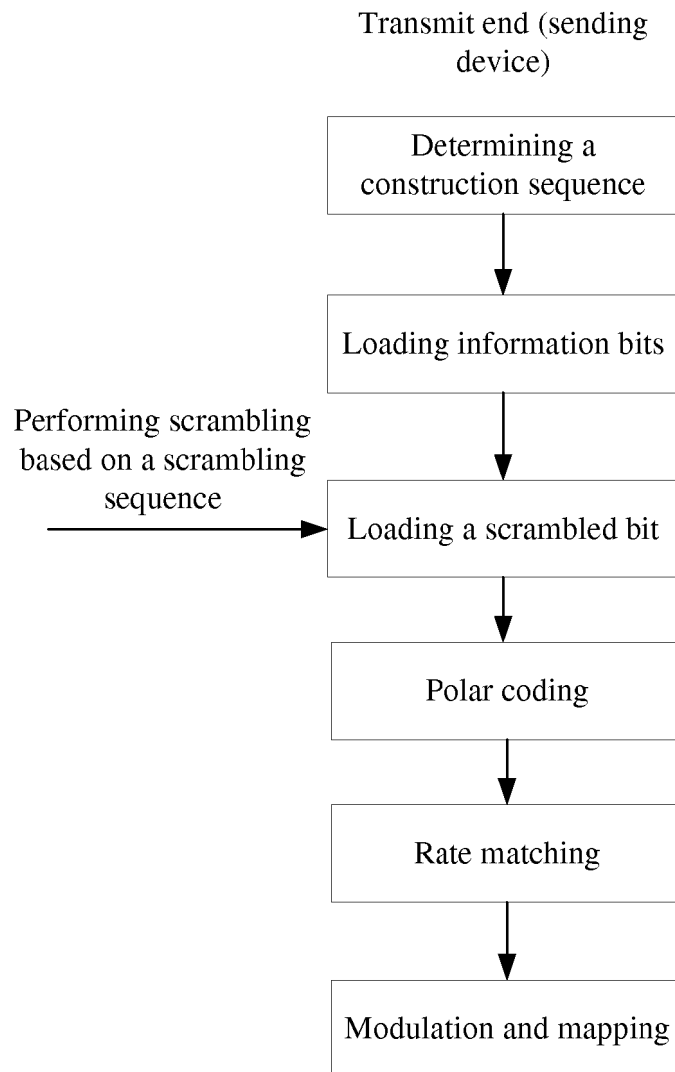 Transmit end (sending
device)
Determining a
construction sequence
Loading information bits
Performing scrambling
based on a scrambling
sequence
Loading a scrambled bit
Polar coding
Rate matching
Modulation and mapping